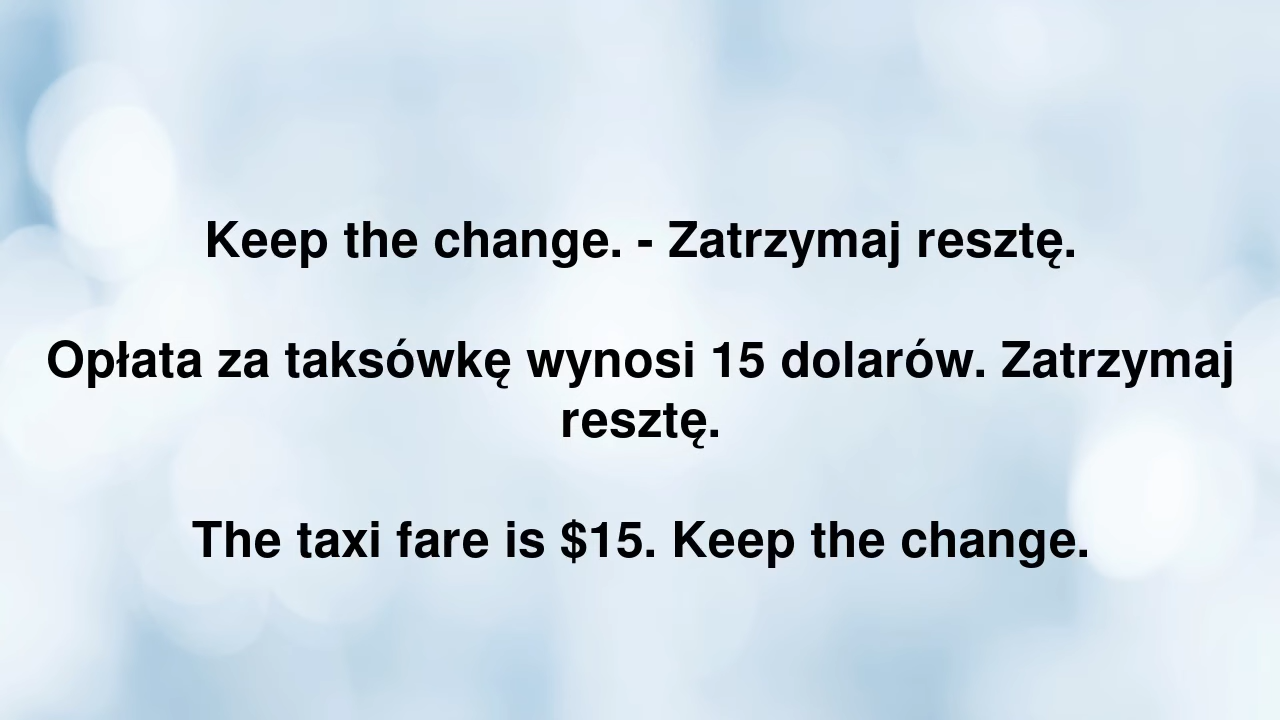 Keep the change. - Zatrzymaj resztę.
Opłata za taksówkę wynosi 15 dolarów. Zatrzymaj
resztę.
The taxi fare is $15. Keep the change.